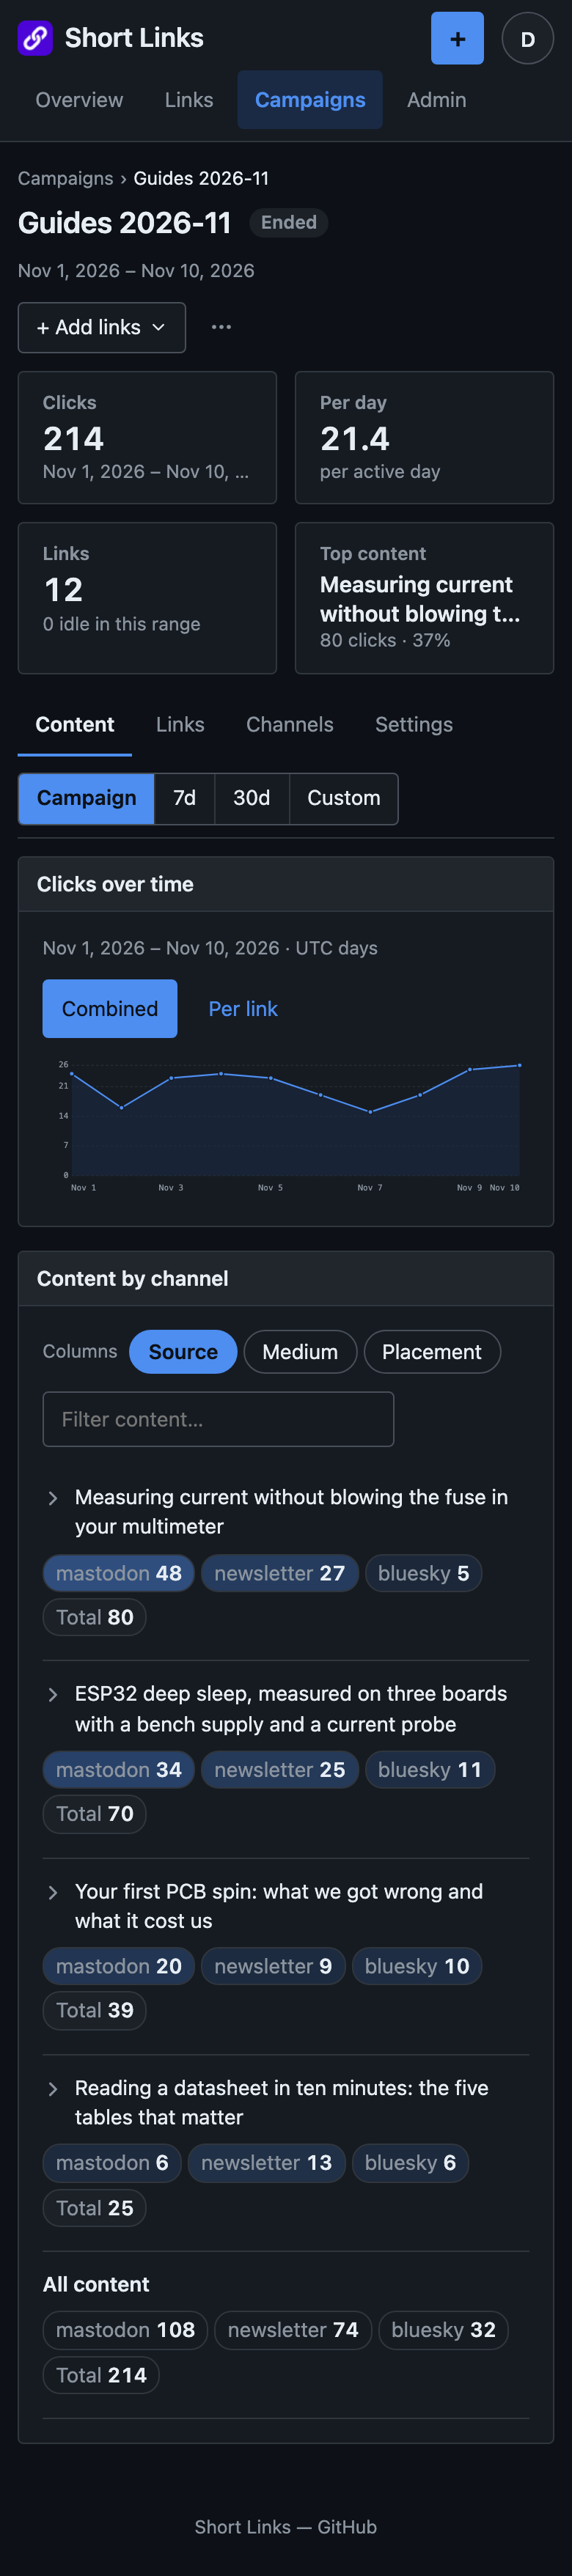 Short Links
+
D
Overview
Links
Campaigns
Admin
Campaigns › Guides 2026-11
Guides 2026-11
Ended
Nov 1, 2026 – Nov 10, 2026
+ Add links
...
Clicks
214
Nov 1, 2026 – Nov 10, ...
Per day
21.4
per active day
Links
12
0 idle in this range
Top content
Measuring current
without blowing t...
80 clicks · 37%
Content
Links
Channels
Settings
Campaign
7d
30d
Custom
Clicks over time
Nov 1, 2026 – Nov 10, 2026 · UTC days
Combined
Per link
26
21
14
7
0
Nov 1
Nov 3
Nov 5
Nov 7
Nov 9
Nov 10
Content by channel
Columns
Source
Medium
Placement
Filter content...
Measuring current without blowing the fuse in
your multimeter
mastodon 48
newsletter 27
bluesky 5
Total 80
ESP32 deep sleep, measured on three boards
with a bench supply and a current probe
mastodon 34
newsletter 25
bluesky 11
Total 70
Your first PCB spin: what we got wrong and
what it cost us
mastodon 20
newsletter 9
bluesky 10
Total 39
Reading a datasheet in ten minutes: the five
tables that matter
mastodon 6
newsletter 13
bluesky 6
Total 25
All content
mastodon 108
newsletter 74
bluesky 32
Total 214
Short Links — GitHub